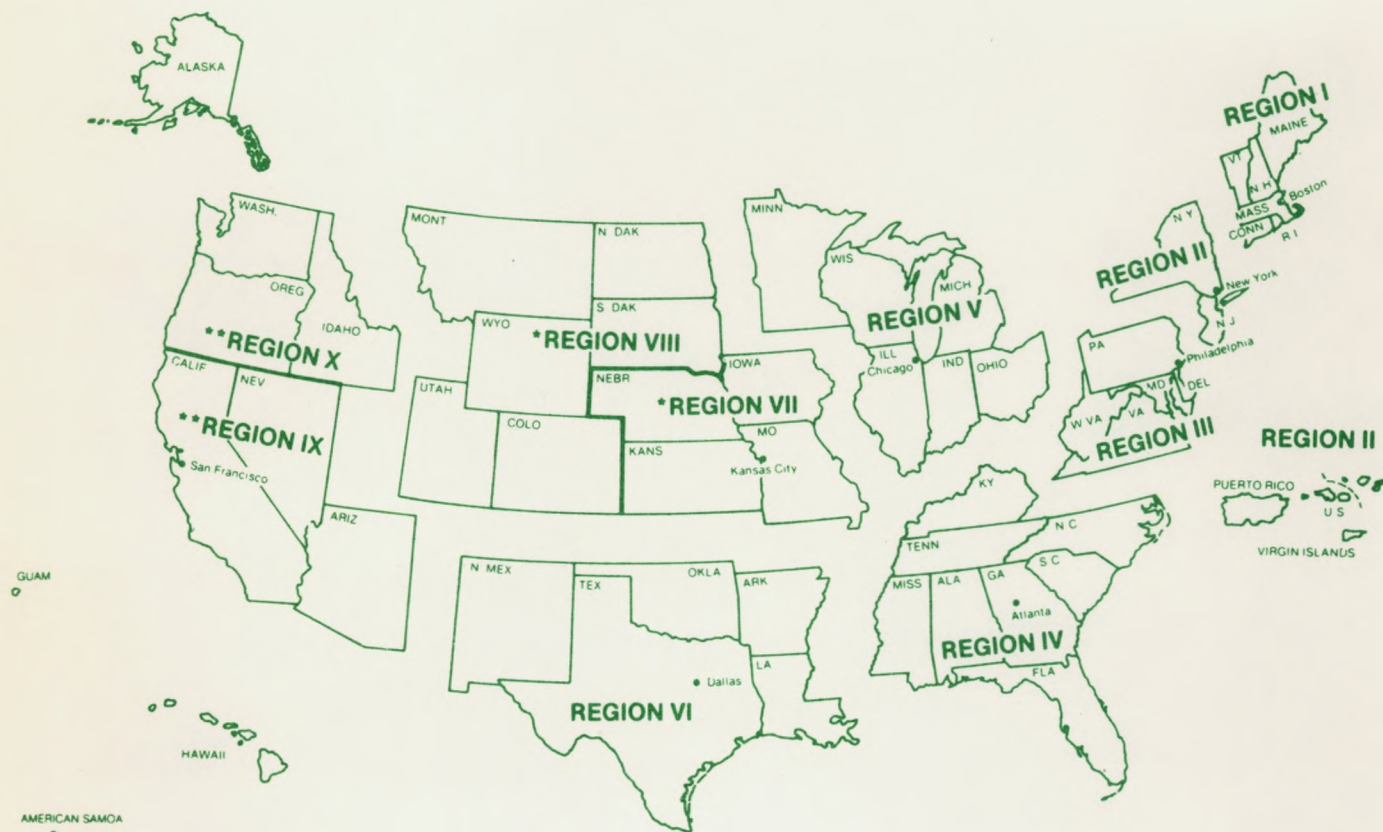 ALASKA
REGION I
MAINE
VT
N H
Boston
MASS
CONN
R I
WASH.
MONT
N DAK
MINN
N Y
REGION II
New York
N J
WIS
MICH
REGION V
OREG
IDAHO
**REGION X
WYO
S DAK
*REGION VIII
PA
Philadelphia
MD
DEL
W VA
VA
REGION III
CALIF
NEV
UTAH
NEBR
IOWA
ILL
Chicago
IND
OHIO
*REGION VII
**REGION IX
COLO
MO
KANS
Kansas City
San Francisco
REGION II
PUERTO RICO
U S
VIRGIN ISLANDS
KY
ARIZ
TENN
N C
S C
GUAM
N MEX
TEX
OKLA
ARK
MISS
ALA
GA
Atlanta
REGION IV
LA
FLA
Dallas
REGION VI
HAWAII
AMERICAN SAMOA